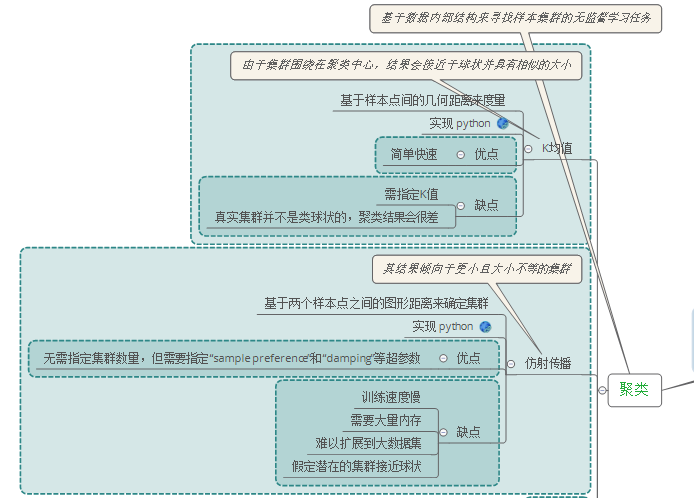 基于数据内部结构来寻找样本集群的无监督学习任务
由于集群围绕在聚类中心，结果会接近于球状并具有相似的大小
基于样本点间的几何距离来度量
实现 python
K均值
简单快速
优点
需指定K值
真实集群并不是类球状的，聚类结果会很差
缺点
其结果倾向于更小且大小不等的集群
基于两个样本点之间的图形距离来确定集群
实现 python
无需指定集群数量，但需要指定“sample preference”和“damping”等超参数
优点
仿射传播
聚类
训练速度慢
需要大量内存
难以扩展到大数据集
假定潜在的集群接近球状
缺点